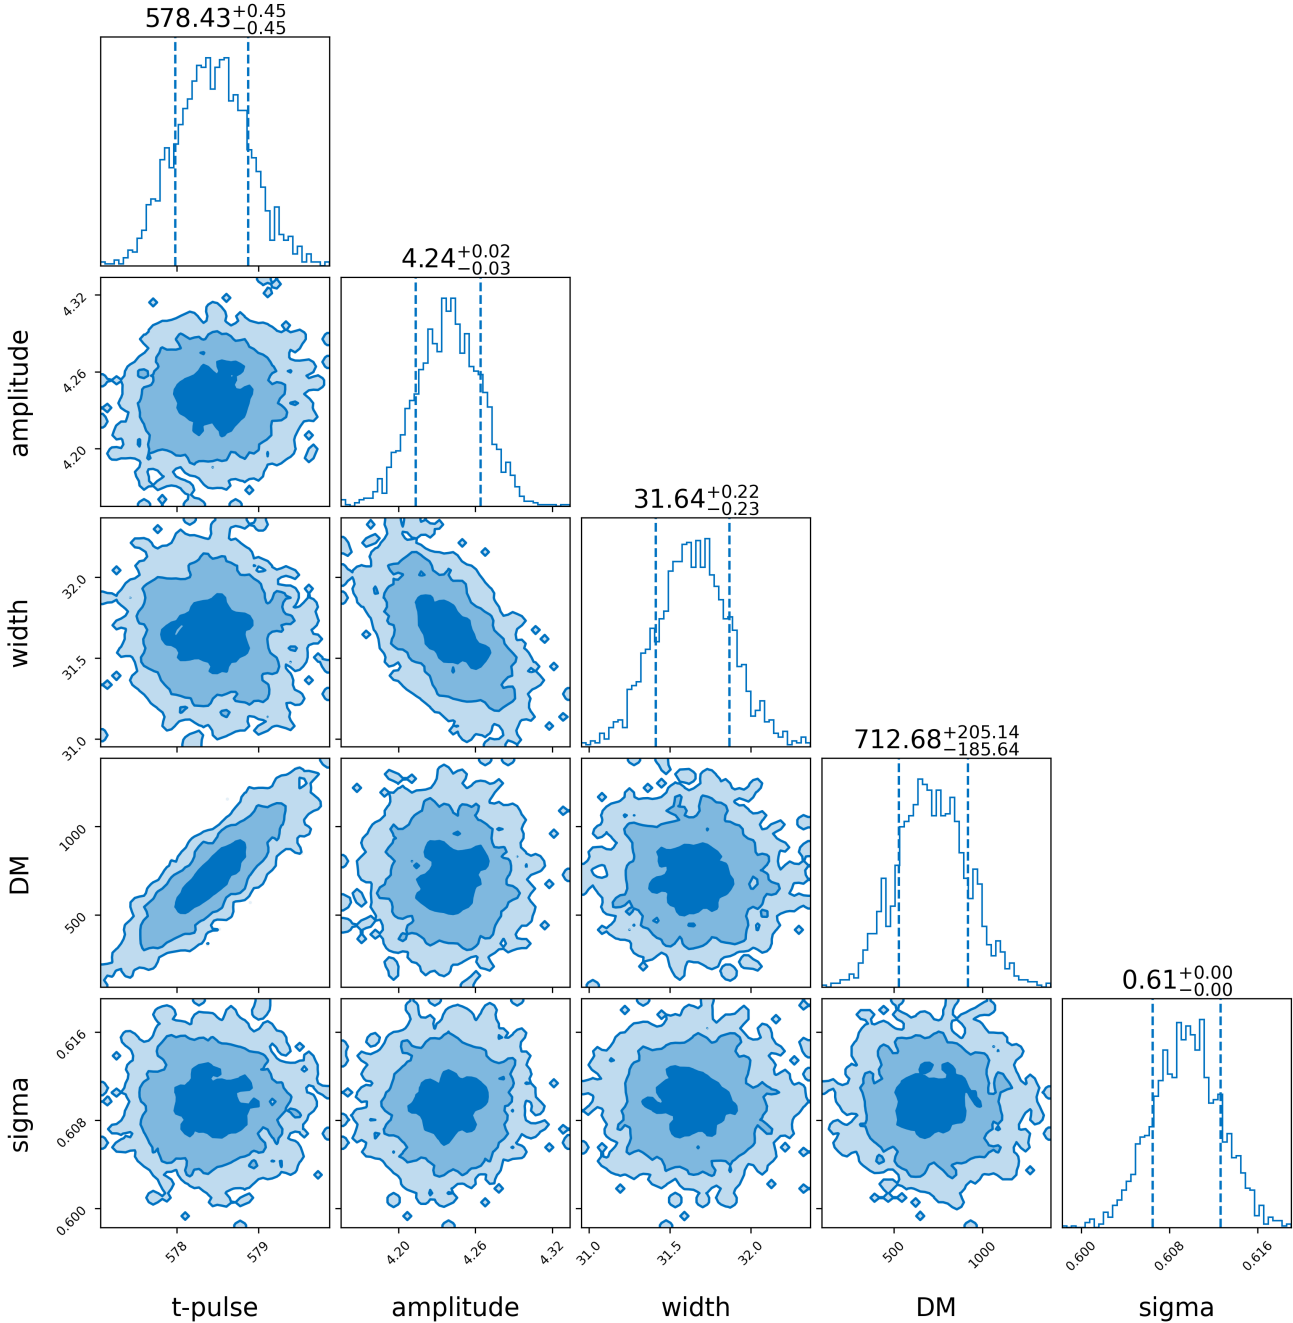 578.43+0.45−0.45
4.32
4.26
4.20
amplitude
4.24+0.02−0.03
32.0
31.5
31.0
width
31.64+0.22−0.23
1000
500
DM
712.68+205.14−185.64
0.616
0.608
0.600
sigma
0.61+0.00−0.00
578 579 4.20 4.26 4.32 31.0 31.5 32.0 500 1000 0.600 0.608 0.616
t-pulse amplitude width DM sigma